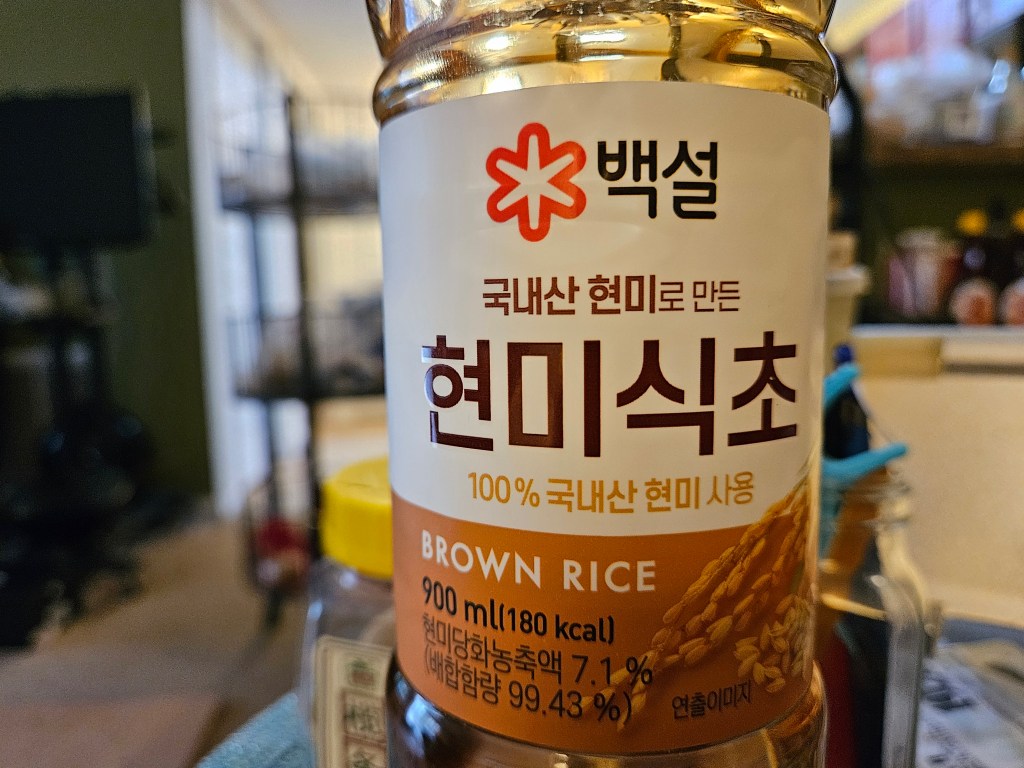 백설
국내산 현미로 만든
현미식초
100% 국내산 현미 사용
BROWN RICE
900 ml(180 kcal)
현미당화농축액 7.1 %
(배합함량 99.43 %)
연출이미지